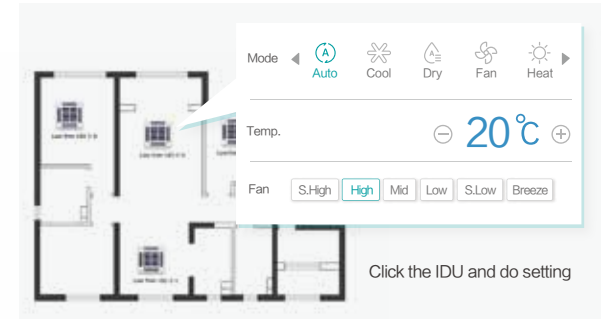 Mode
A
Auto
Cool
A
Dry
Fan
Heat
Temp.
20℃
Fan
S.High
High
Mid
Low
S.Low
Breeze
Click the IDU and do setting